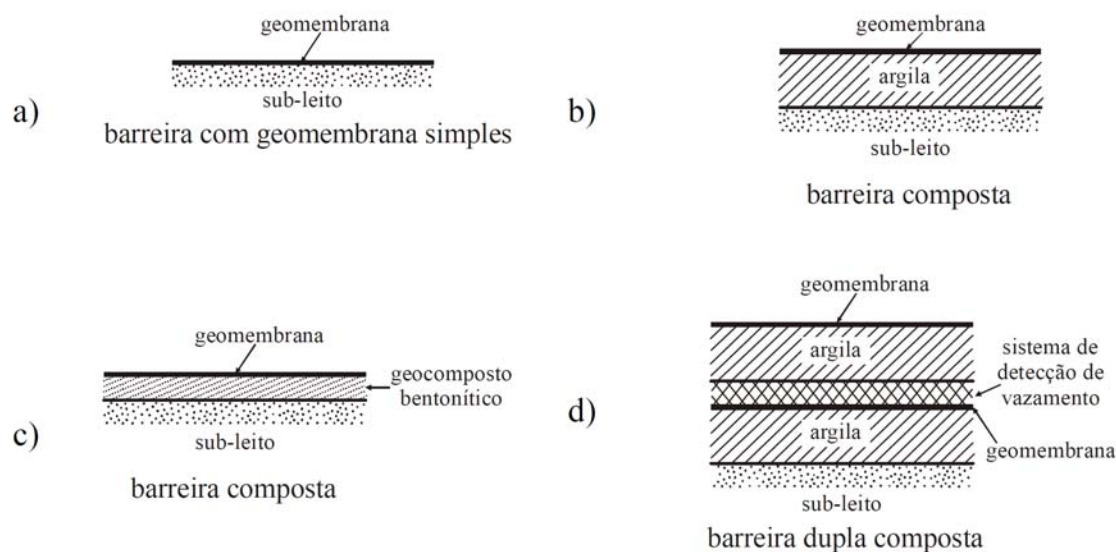 a)
geomembrana
sub-leito
barreira com geomembrana simples
b)
geomembrana
argila
sub-leito
barreira composta
c)
geomembrana
geocomposto
bentonítico
sub-leito
barreira composta
d)
geomembrana
argila
sistema de
detecção de
vazamento
argila
geomembrana
sub-leito
barreira dupla composta